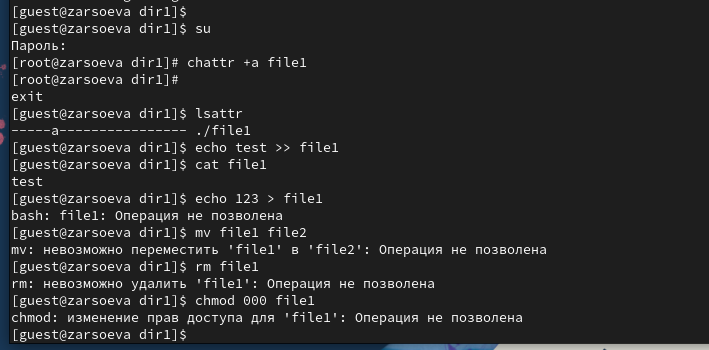 [guest@zarsoeva dir1]$
[guest@zarsoeva dir1]$ su
Пароль:
[root@zarsoeva dir1]# chattr +a file1
[root@zarsoeva dir1]#
exit
[guest@zarsoeva dir1]$ lsattr
-----a---------------- ./file1
[guest@zarsoeva dir1]$ echo test >> file1
[guest@zarsoeva dir1]$ cat file1
test
[guest@zarsoeva dir1]$ echo 123 > file1
bash: file1: Операция не позволена
[guest@zarsoeva dir1]$ mv file1 file2
mv: невозможно переместить 'file1' в 'file2': Операция не позволена
[guest@zarsoeva dir1]$ rm file1
rm: невозможно удалить 'file1': Операция не позволена
[guest@zarsoeva dir1]$ chmod 000 file1
chmod: изменение прав доступа для 'file1': Операция не позволена
[guest@zarsoeva dir1]$